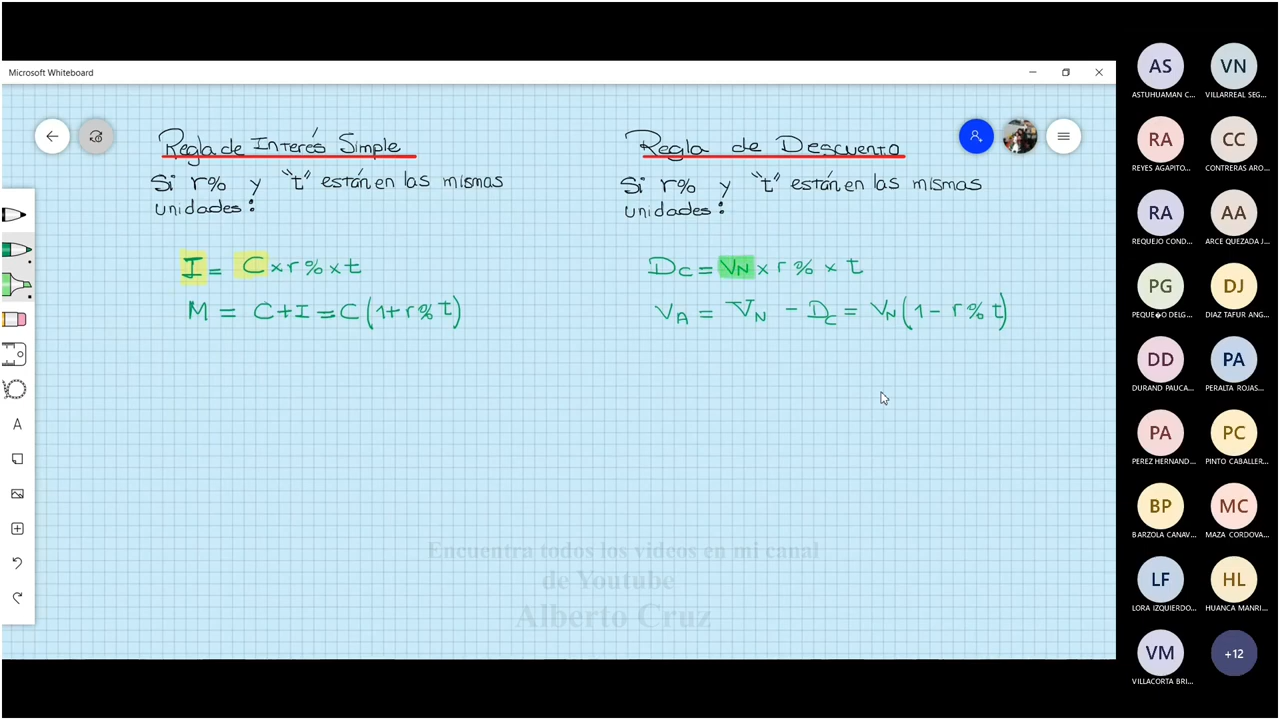 Microsoft Whiteboard
Regla de Interés Simple
Si r% y "t" están en las mismas
unidades:
I = C x r% x t
M = C + I = C (1+r% t)
Regla de Descuento
Si r% y "t" están en las mismas
unidades:
Dc = VN x r% x t
VA = VN - Dc = VN (1 - r% t)
Encuentra todos los videos en mi canal
de Youtube
Alberto Cruz
A
AS
VN
ASTUHUAMAN C...
VILLARREAL SEG...
RA
CC
REYES AGAPITO...
CONTRERAS ARO...
RA
AA
REQUEJO COND...
ARCE QUEZADA J...
PG
DJ
PEQUE�O DELG...
DIAZ TAFUR ANG...
DD
PA
DURAND PAUCA...
PERALTA ROJAS...
PA
PC
PEREZ HERNAND...
PINTO CABALLER...
BP
MC
BARZOLA CANAV...
MAZA CORDOVA...
LF
HL
LORA IZQUIERDO...
HUANCA MANRI...
VM
+12
VILLACORTA BRI...